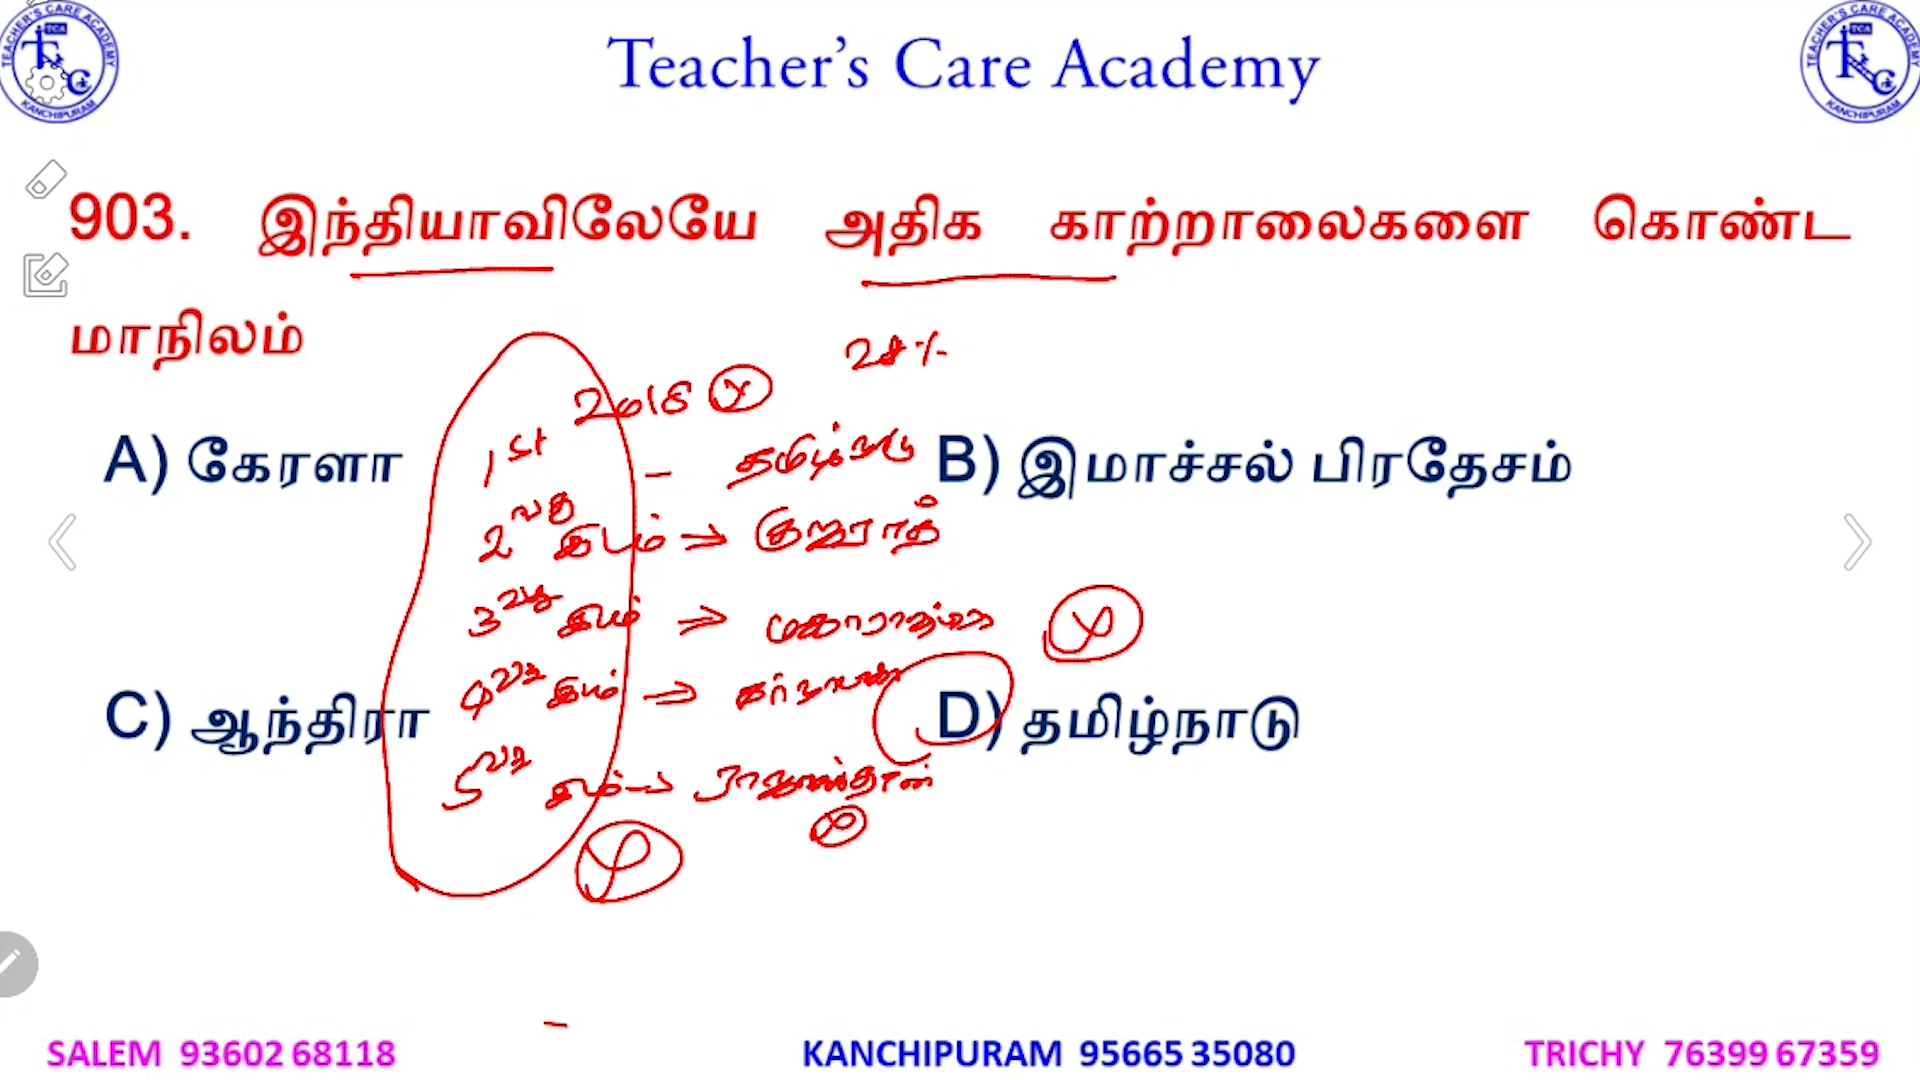 Teacher's Care Academy
903. இந்தியாவிலேயே அதிக காற்றாலைகளை கொண்ட
மாநிலம்
28%
2018
1st - தமிழ்நாடு
A) கேரளா
B) இமாச்சல் பிரதேசம்
2வது இடம் → குஜராத்
3வது இடம் → மகாராஷ்டிரா
4வது இடம் → கர்நாடகா
C) ஆந்திரா
D) தமிழ்நாடு
5வது இடம் → ராஜஸ்தான்
SALEM 93602 68118
KANCHIPURAM 95665 35080
TRICHY 76399 67359